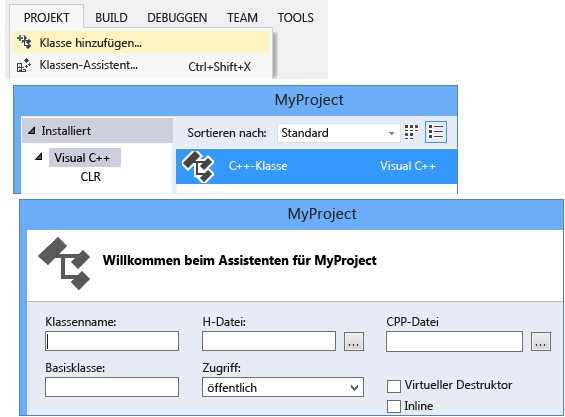 PROJEKT BUILD DEBUGGEN TEAM TOOLS
Klasse hinzufügen...
Klassen-Assistent... Ctrl+Shift+X
MyProject
Installiert Sortieren nach: Standard
Visual C++ C++-Klasse Visual C++
CLR
MyProject
Willkommen beim Assistenten für MyProject
Klassenname: H-Datei: CPP-Datei
... ...
Basisklasse: Zugriff:
öffentlich Virtueller Destruktor
Inline